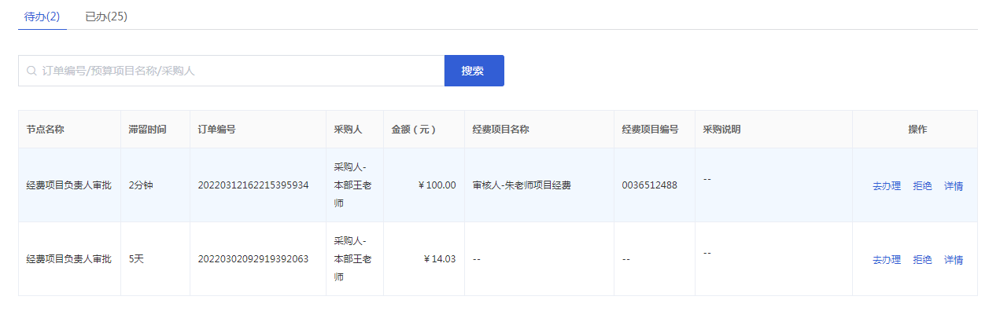 待办(2) 已办(25)
订单编号/预算项目名称/采购人 搜索
节点名称 滞留时间 订单编号 采购人 金额（元） 经费项目名称 经费项目编号 采购说明 操作
经费项目负责人审批 2分钟 20220312162215395934 采购人-本部王老师 ￥100.00 审核人-朱老师项目经费 0036512488 -- 去办理 拒绝 详情
经费项目负责人审批 5天 20220302092919392063 采购人-本部王老师 ￥14.03 -- -- -- 去办理 拒绝 详情